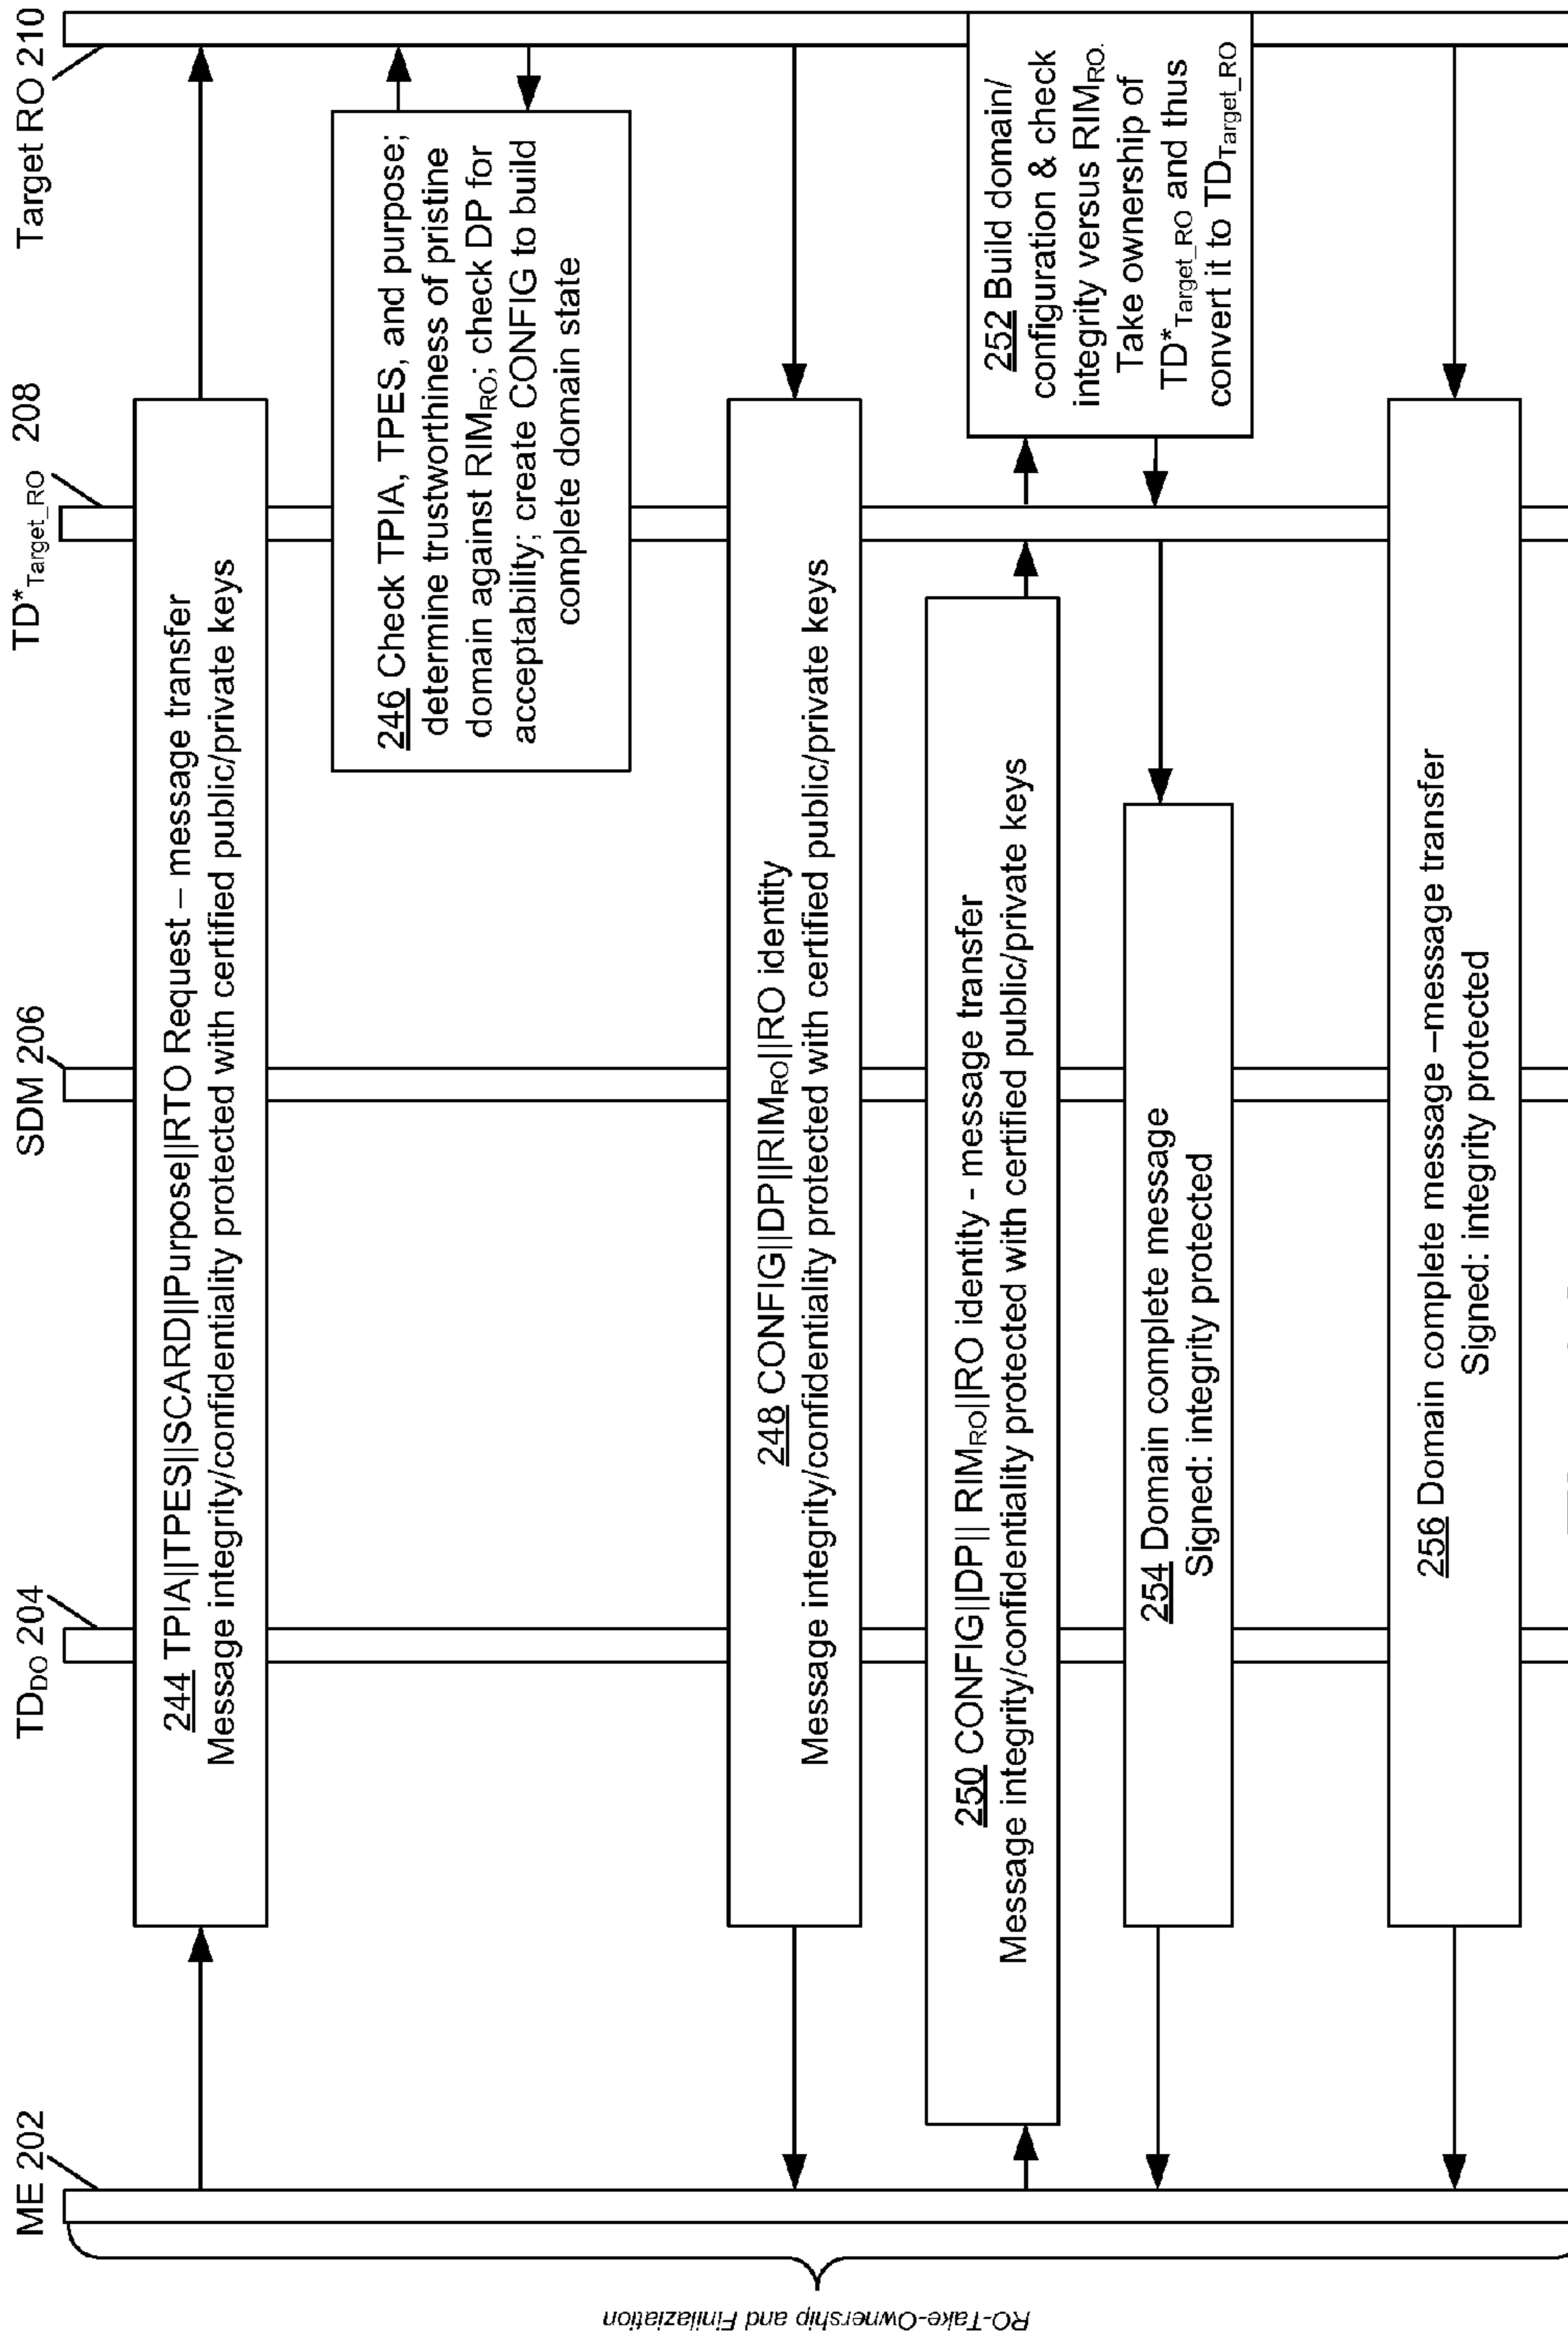 ME 202
TD_DO 204
SDM 206
TD*_Target_RO 208
Target RO 210
244 TPIA||TPES||SCARD||Purpose||RTO Request – message transfer
Message integrity/confidentiality protected with certified public/private keys
246 Check TPIA, TPES, and purpose;
determine trustworthiness of pristine
domain against RIM_RO; check DP for
acceptability; create CONFIG to build
complete domain state
248 CONFIG||DP||RIM_RO||RO identity
Message integrity/confidentiality protected with certified public/private keys
250 CONFIG||DP|| RIM_RO||RO identity - message transfer
Message integrity/confidentiality protected with certified public/private keys
252 Build domain/
configuration & check
integrity versus RIM_RO.
Take ownership of
TD*_Target_RO and thus
convert it to TD_Target_RO
254 Domain complete message
Signed: integrity protected
256 Domain complete message –message transfer
Signed: integrity protected
RO-Take-Ownership and Finiliaziation